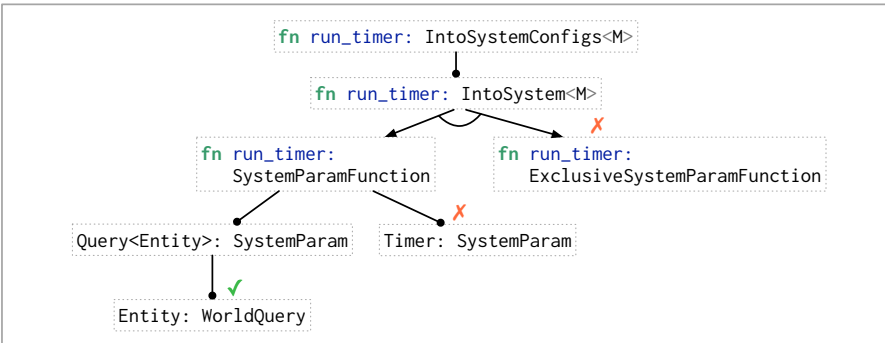 fn run_timer: IntoSystemConfigs<M>
fn run_timer: IntoSystem<M>
✗
fn run_timer:
SystemParamFunction
fn run_timer:
ExclusiveSystemParamFunction
✗
Query<Entity>: SystemParam
Timer: SystemParam
✓
Entity: WorldQuery